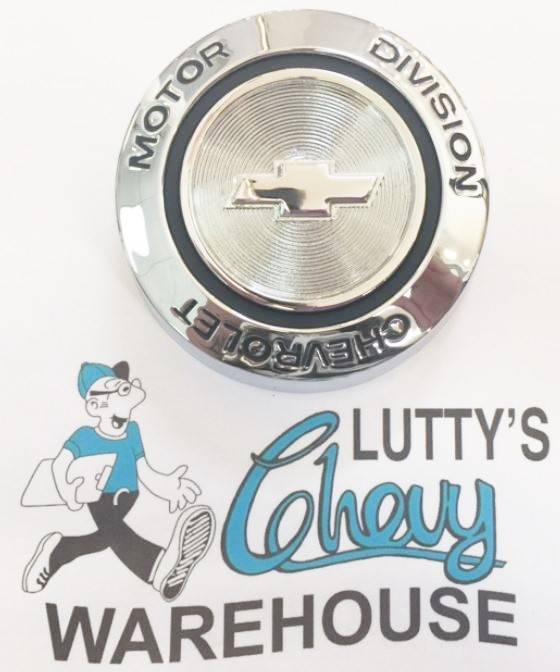 MOTOR DIVISION
CHEVROLET
LUTTY'S
Chevy
WAREHOUSE